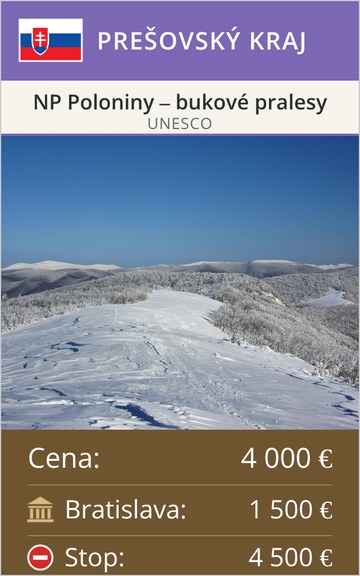 PREŠOVSKÝ KRAJ
NP Poloniny – bukové pralesy
UNESCO
Cena: 4 000 €
Bratislava: 1 500 €
Stop: 4 500 €